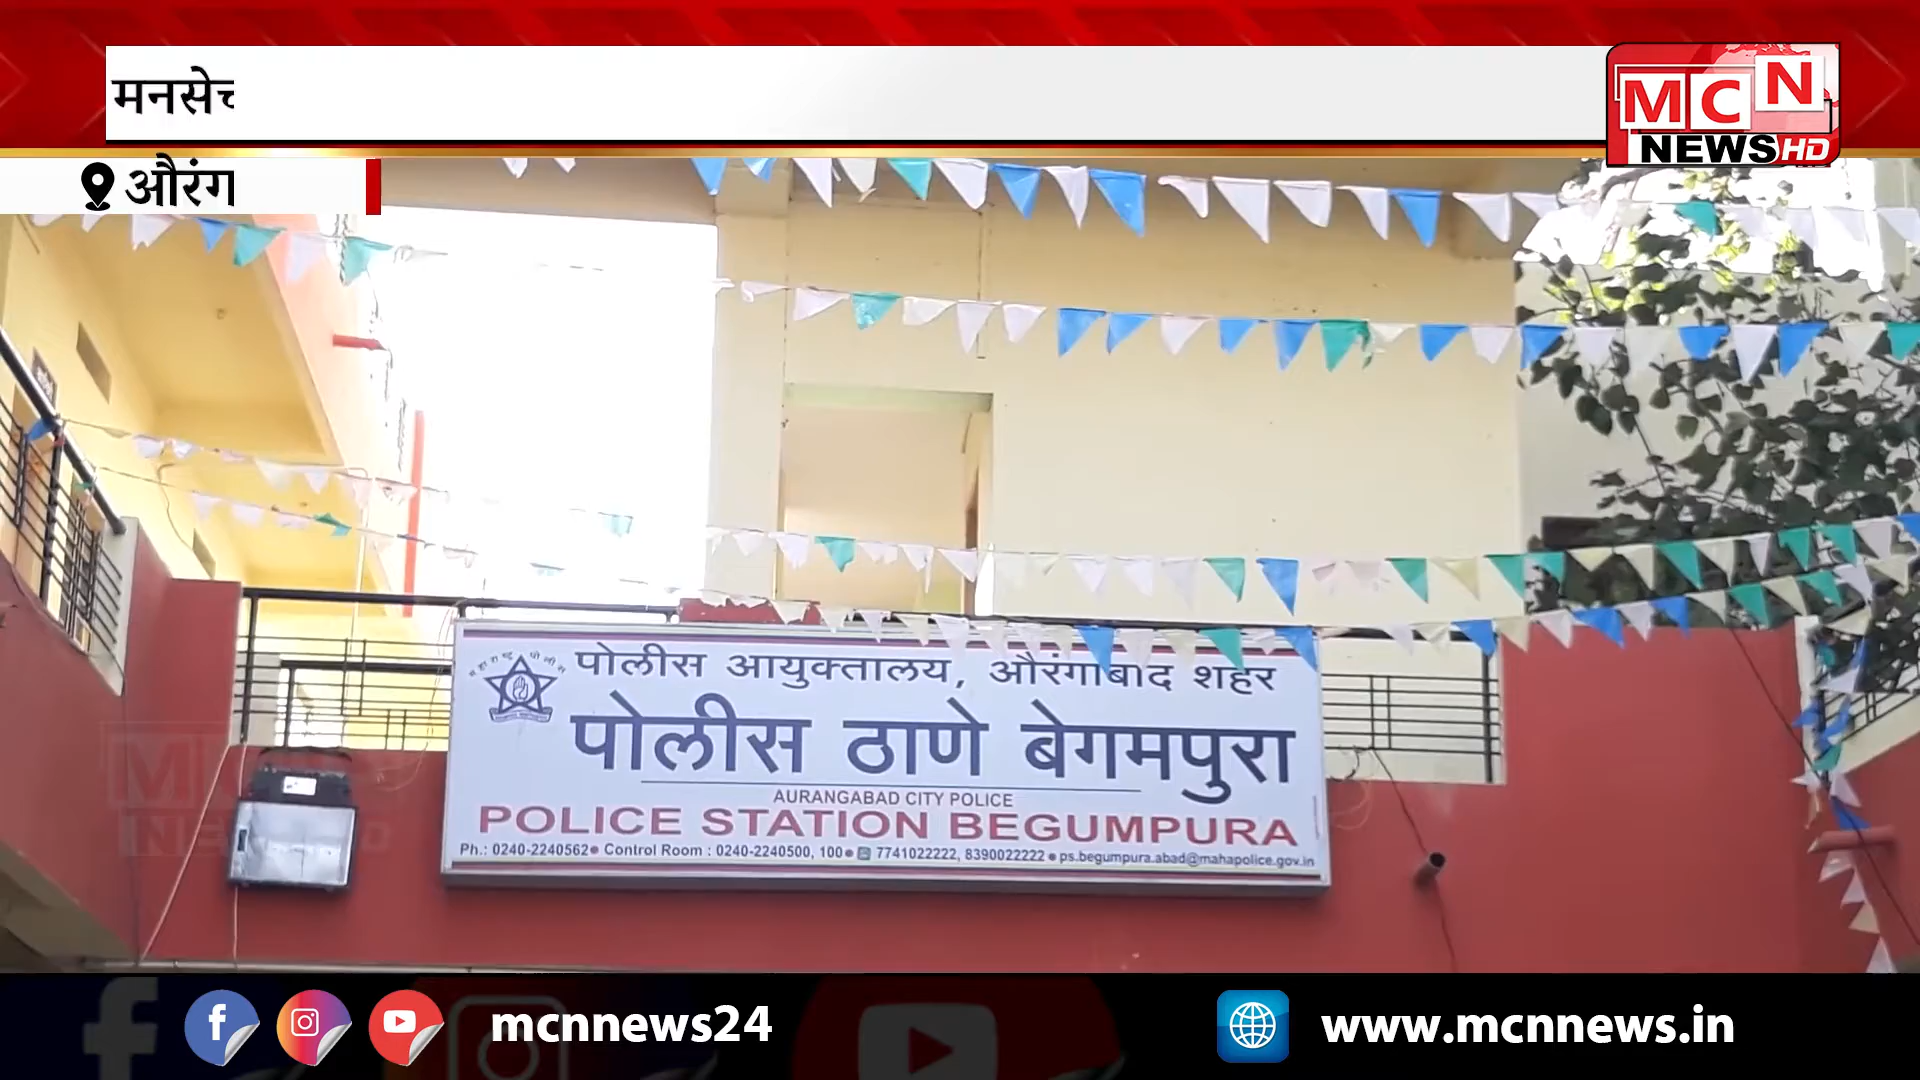 मनसेच
MCN
NEWS HD
औरंग
महाराष्ट्र पोलीस
पोलीस आयुक्तालय, औरंगाबाद शहर
पोलीस ठाणे बेगमपुरा
AURANGABAD CITY POLICE
POLICE STATION BEGUMPURA
Ph.: 0240-2240562● Control Room : 0240-2240500, 100● 7741022222, 8390022222 ● ps.begumpura.abad@mahapolice.gov.in
mcnnews24
www.mcnnews.in